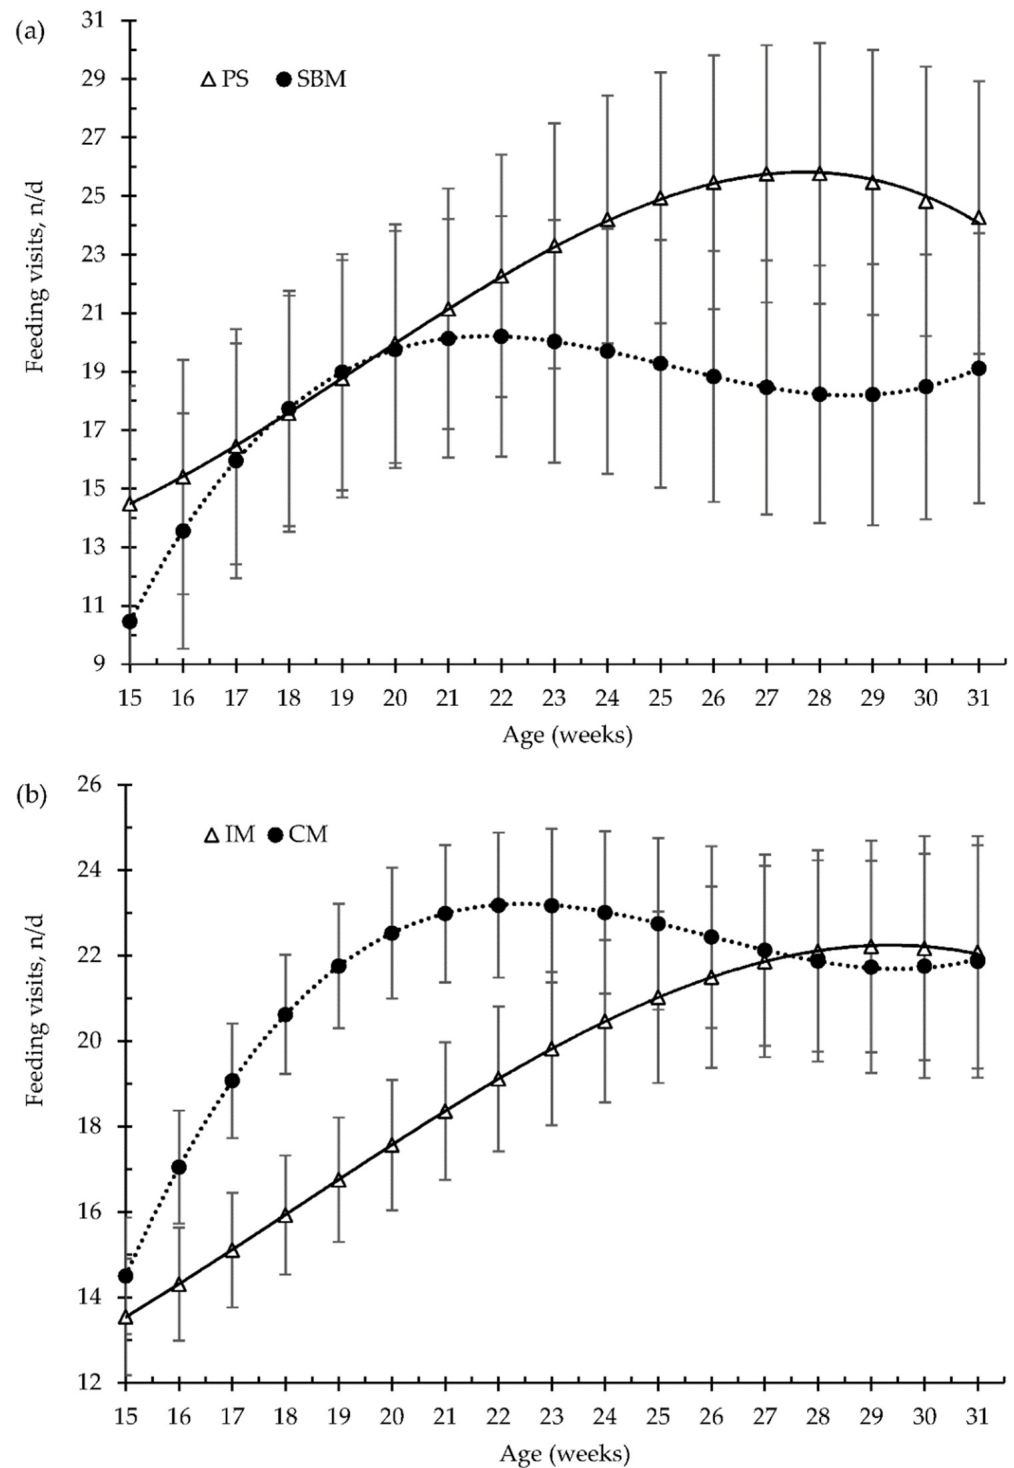 (a)
31
29
27
25
23
21
19
17
15
13
11
9
Feeding visits, n/d
PS SBM
15 16 17 18 19 20 21 22 23 24 25 26 27 28 29 30 31
Age (weeks)
(b)
26
24
22
20
18
16
14
12
Feeding visits, n/d
IM CM
15 16 17 18 19 20 21 22 23 24 25 26 27 28 29 30 31
Age (weeks)